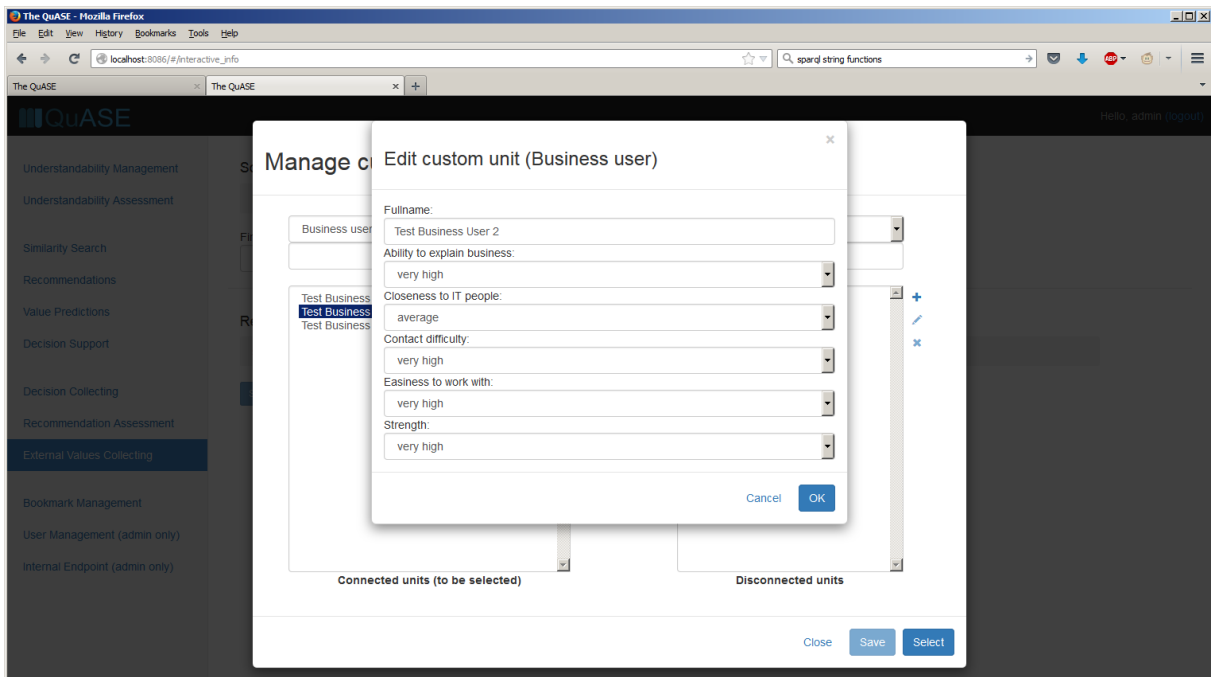 The QuASE - Mozilla Firefox
File Edit View History Bookmarks Tools Help
localhost:8086/#/interactive_info
sparql string functions
ABP
The QuASE
The QuASE
QuASE
Hello, admin (logout)
Manage c
Edit custom unit (Business user)
Understandability Management
Understandability Assessment
Similarity Search
Recommendations
Value Predictions
Decision Support
Decision Collecting
Recommendation Assessment
External Values Collecting
Bookmark Management
User Management (admin only)
Internal Endpoint (admin only)
Business user
Test Business
Test Business
Test Business
Fullname:
Test Business User 2
Ability to explain business:
very high
Closeness to IT people:
average
Contact difficulty:
very high
Easiness to work with:
very high
Strength:
very high
Cancel OK
Connected units (to be selected) Disconnected units
Close Save Select